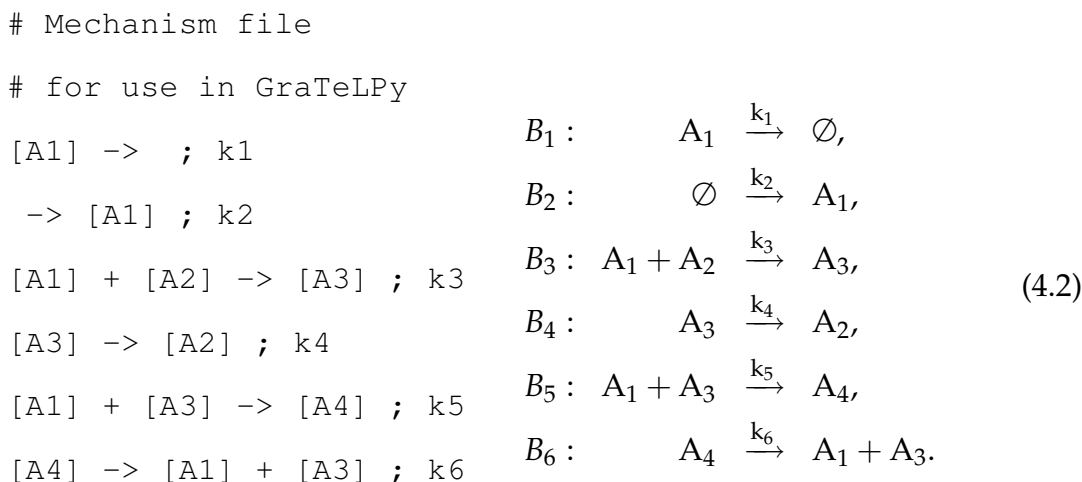 # Mechanism file
# for use in GraTeLPy
[A1] -> ; k1
-> [A1] ; k2
[A1] + [A2] -> [A3] ; k3
[A3] -> [A2] ; k4
[A1] + [A3] -> [A4] ; k5
[A4] -> [A1] + [A3] ; k6
B₁ : A₁ —k₁→ ∅,
B₂ : ∅ —k₂→ A₁,
B₃ : A₁ + A₂ —k₃→ A₃,
B₄ : A₃ —k₄→ A₂,
B₅ : A₁ + A₃ —k₅→ A₄,
B₆ : A₄ —k₆→ A₁ + A₃.
(4.2)